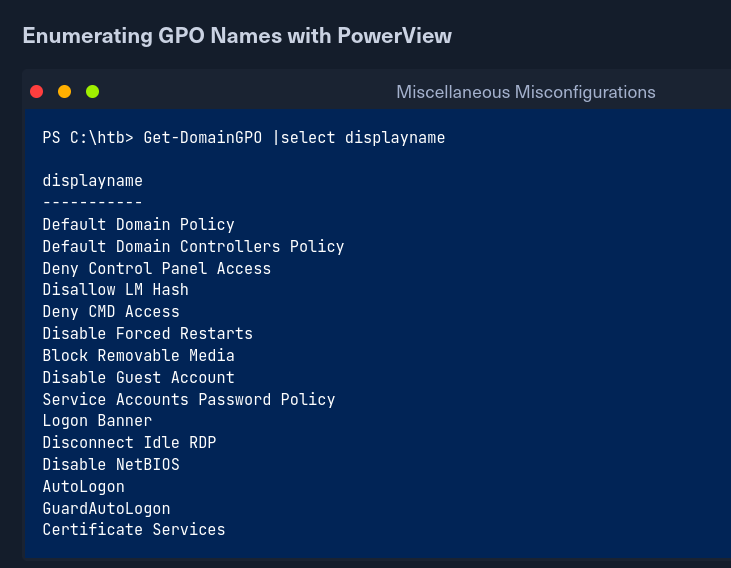 Enumerating GPO Names with PowerView
Miscellaneous Misconfigurations
PS C:\htb> Get-DomainGPO |select displayname
displayname
-----------
Default Domain Policy
Default Domain Controllers Policy
Deny Control Panel Access
Disallow LM Hash
Deny CMD Access
Disable Forced Restarts
Block Removable Media
Disable Guest Account
Service Accounts Password Policy
Logon Banner
Disconnect Idle RDP
Disable NetBIOS
AutoLogon
GuardAutoLogon
Certificate Services